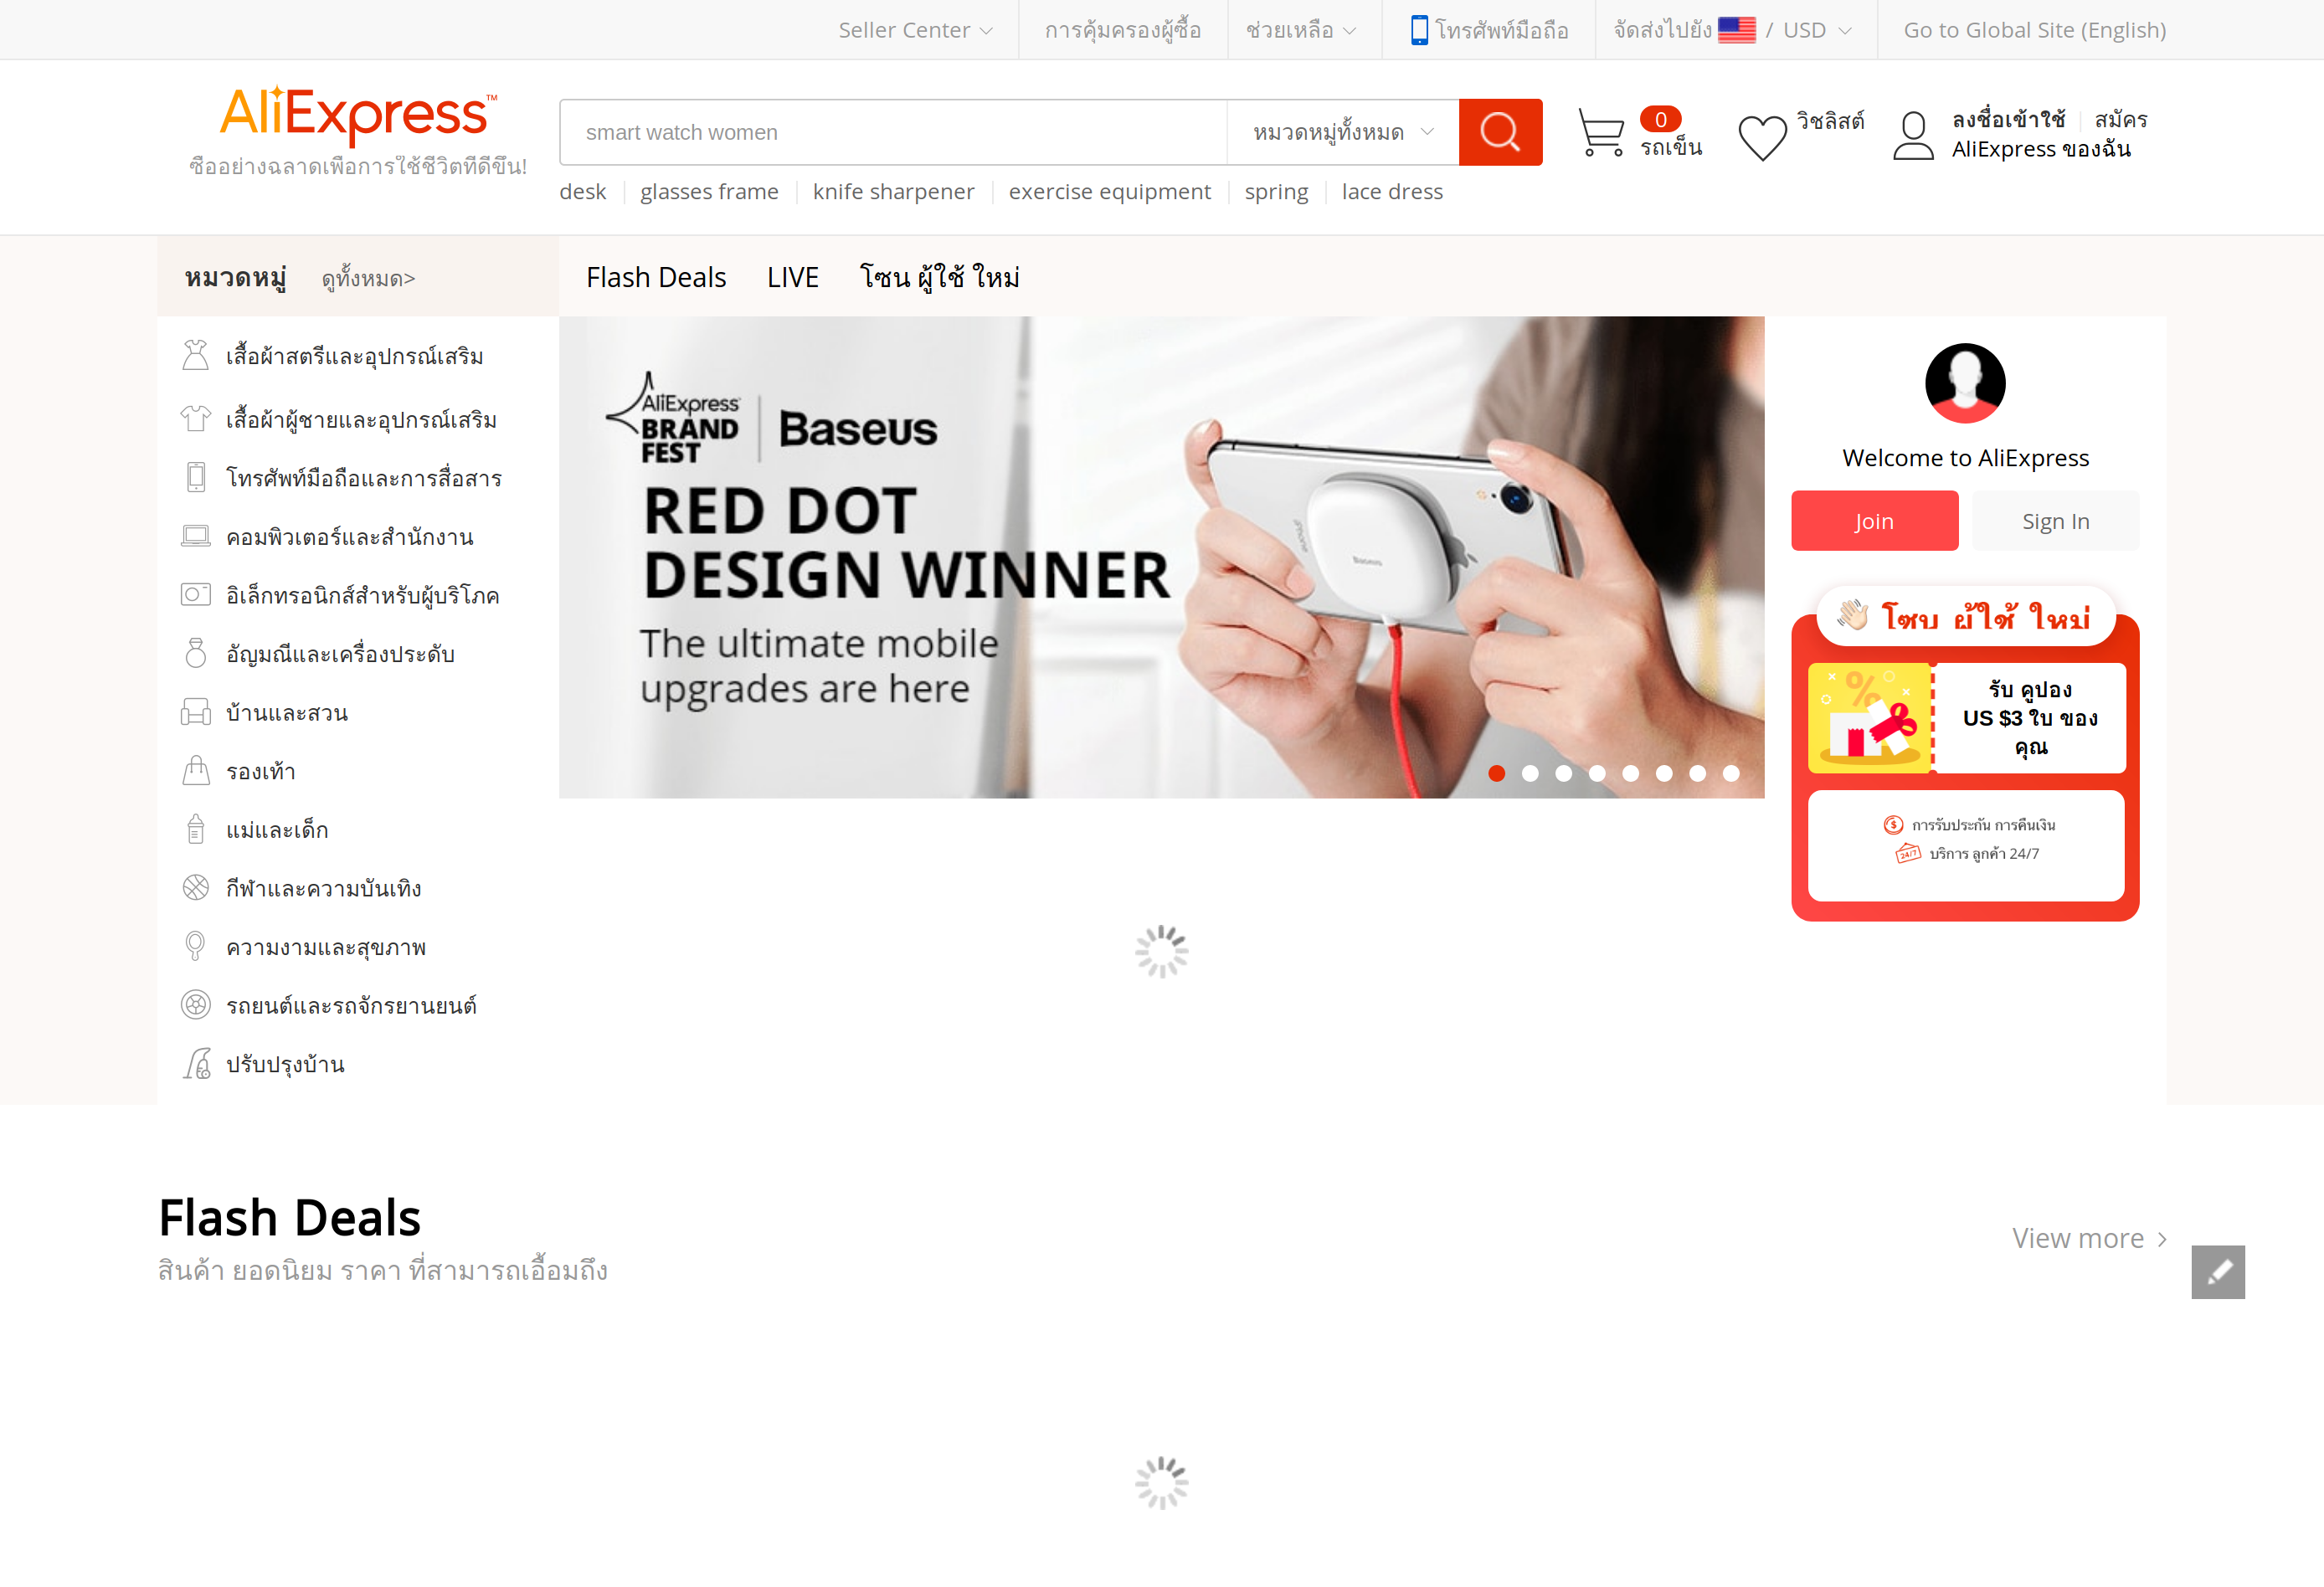 Seller Center
การคุ้มครองผู้ซื้อ
ช่วยเหลือ
โทรศัพท์มือถือ
จัดส่งไปยัง / USD
Go to Global Site (English)
AliExpress™
ซื้ออย่างฉลาดเพื่อการใช้ชีวิตที่ดีขึ้น!
smart watch women
หมวดหมู่ทั้งหมด
0
รถเข็น
วิชลิสต์
ลงชื่อเข้าใช้ สมัคร
AliExpress ของฉัน
desk glasses frame knife sharpener exercise equipment spring lace dress
หมวดหมู่ ดูทั้งหมด>
Flash Deals LIVE โซน ผู้ใช้ ใหม่
เสื้อผ้าสตรีและอุปกรณ์เสริม
เสื้อผ้าผู้ชายและอุปกรณ์เสริม
โทรศัพท์มือถือและการสื่อสาร
คอมพิวเตอร์และสำนักงาน
อิเล็กทรอนิกส์สำหรับผู้บริโภค
อัญมณีและเครื่องประดับ
บ้านและสวน
รองเท้า
แม่และเด็ก
กีฬาและความบันเทิง
ความงามและสุขภาพ
รถยนต์และรถจักรยานยนต์
ปรับปรุงบ้าน
AliExpress
BRAND
FEST
Baseus
RED DOT
DESIGN WINNER
The ultimate mobile
upgrades are here
iPhone
Baseus
Welcome to AliExpress
Join
Sign In
โซน ผู้ใช้ ใหม่
รับ คูปอง
US $3 ใบ ของ
คุณ
การรับประกัน การคืนเงิน
24/7 บริการ ลูกค้า 24/7
Flash Deals
สินค้า ยอดนิยม ราคา ที่สามารถเอื้อมถึง
View more